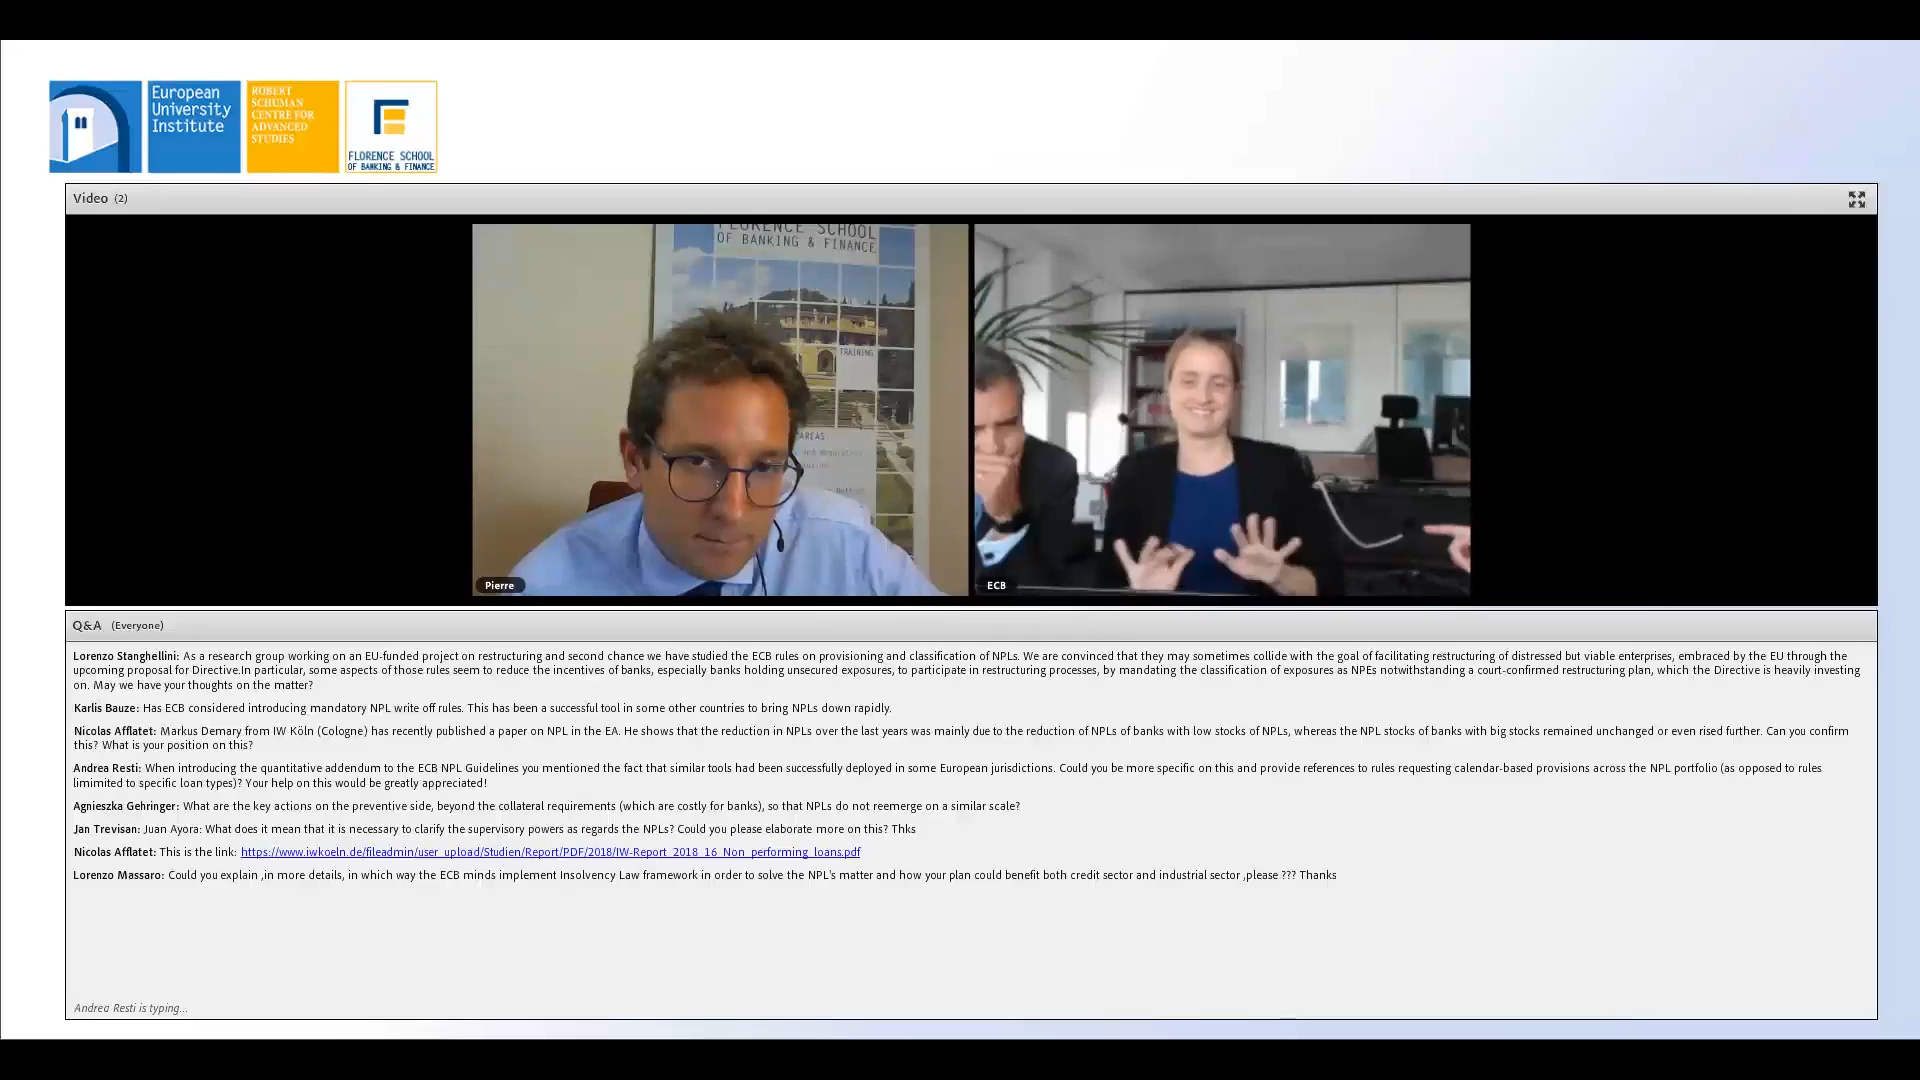 European
University
Institute
ROBERT
SCHUMAN
CENTRE FOR
ADVANCED
STUDIES
FLORENCE SCHOOL
OF BANKING & FINANCE
Video (2)
FLORENCE SCHOOL
OF BANKING & FINANCE
TRAINING
AREAS
Pierre
ECB
Q&A (Everyone)
Lorenzo Stanghellini: As a research group working on an EU-funded project on restructuring and second chance we have studied the ECB rules on provisioning and classification of NPLs. We are convinced that they may sometimes collide with the goal of facilitating restructuring of distressed but viable enterprises, embraced by the EU through the
upcoming proposal for Directive.In particular, some aspects of those rules seem to reduce the incentives of banks, especially banks holding unsecured exposures, to participate in restructuring processes, by mandating the classification of exposures as NPEs notwithstanding a court-confirmed restructuring plan, which the Directive is heavily investing
on. May we have your thoughts on the matter?
Karlis Bauze: Has ECB considered introducing mandatory NPL write off rules. This has been a successful tool in some other countries to bring NPLs down rapidly.
Nicolas Afflatet: Markus Demary from IW Köln (Cologne) has recently published a paper on NPL in the EA. He shows that the reduction in NPLs over the last years was mainly due to the reduction of NPLs of banks with low stocks of NPLs, whereas the NPL stocks of banks with big stocks remained unchanged or even rised further. Can you confirm
this? What is your position on this?
Andrea Resti: When introducing the quantitative addendum to the ECB NPL Guidelines you mentioned the fact that similar tools had been successfully deployed in some European jurisdictions. Could you be more specific on this and provide references to rules requesting calendar-based provisions across the NPL portfolio (as opposed to rules
limimited to specific loan types)? Your help on this would be greatly appreciated!
Agnieszka Gehringer: What are the key actions on the preventive side, beyond the collateral requirements (which are costly for banks), so that NPLs do not reemerge on a similar scale?
Jan Trevisan: Juan Ayora: What does it mean that it is necessary to clarify the supervisory powers as regards the NPLs? Could you please elaborate more on this? Thks
Nicolas Afflatet: This is the link: https://www.iwkoeln.de/fileadmin/user_upload/Studien/Report/PDF/2018/IW-Report_2018_16_Non_performing_loans.pdf
Lorenzo Massaro: Could you explain ,in more details, in which way the ECB minds implement Insolvency Law framework in order to solve the NPL's matter and how your plan could benefit both credit sector and industrial sector ,please ??? Thanks
Andrea Resti is typing...